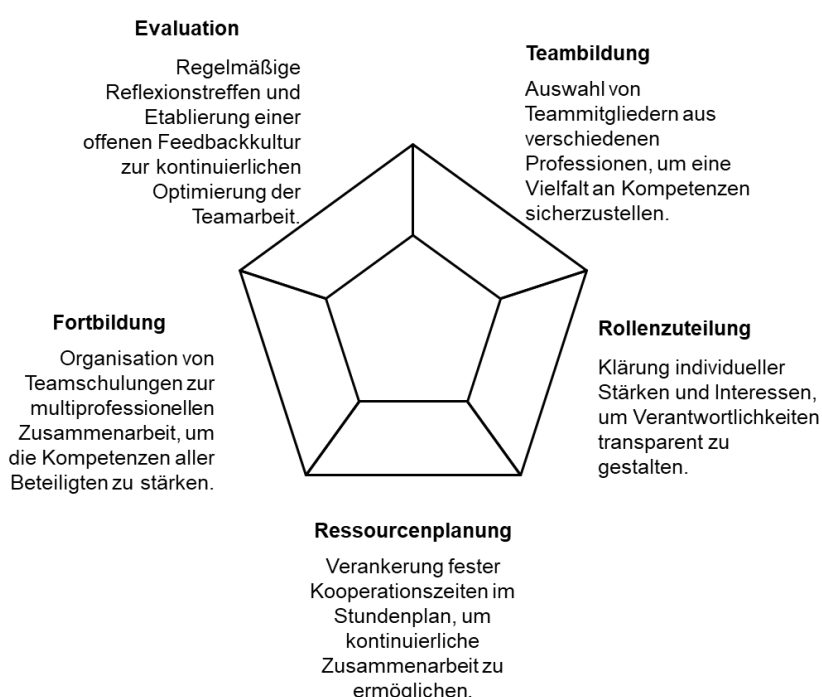 Evaluation
Regelmäßige
Reflexionstreffen und
Etablierung einer
offenen Feedbackkultur
zur kontinuierlichen
Optimierung der
Teamarbeit.
Teambildung
Auswahl von
Teammitgliedern aus
verschiedenen
Professionen, um eine
Vielfalt an Kompetenzen
sicherzustellen.
Fortbildung
Organisation von
Teamschulungen zur
multiprofessionellen
Zusammenarbeit, um
die Kompetenzen aller
Beteiligten zu stärken.
Rollenzuteilung
Klärung individueller
Stärken und Interessen,
um Verantwortlichkeiten
transparent zu
gestalten.
Ressourcenplanung
Verankerung fester
Kooperationszeiten im
Stundenplan, um
kontinuierliche
Zusammenarbeit zu
ermöglichen.